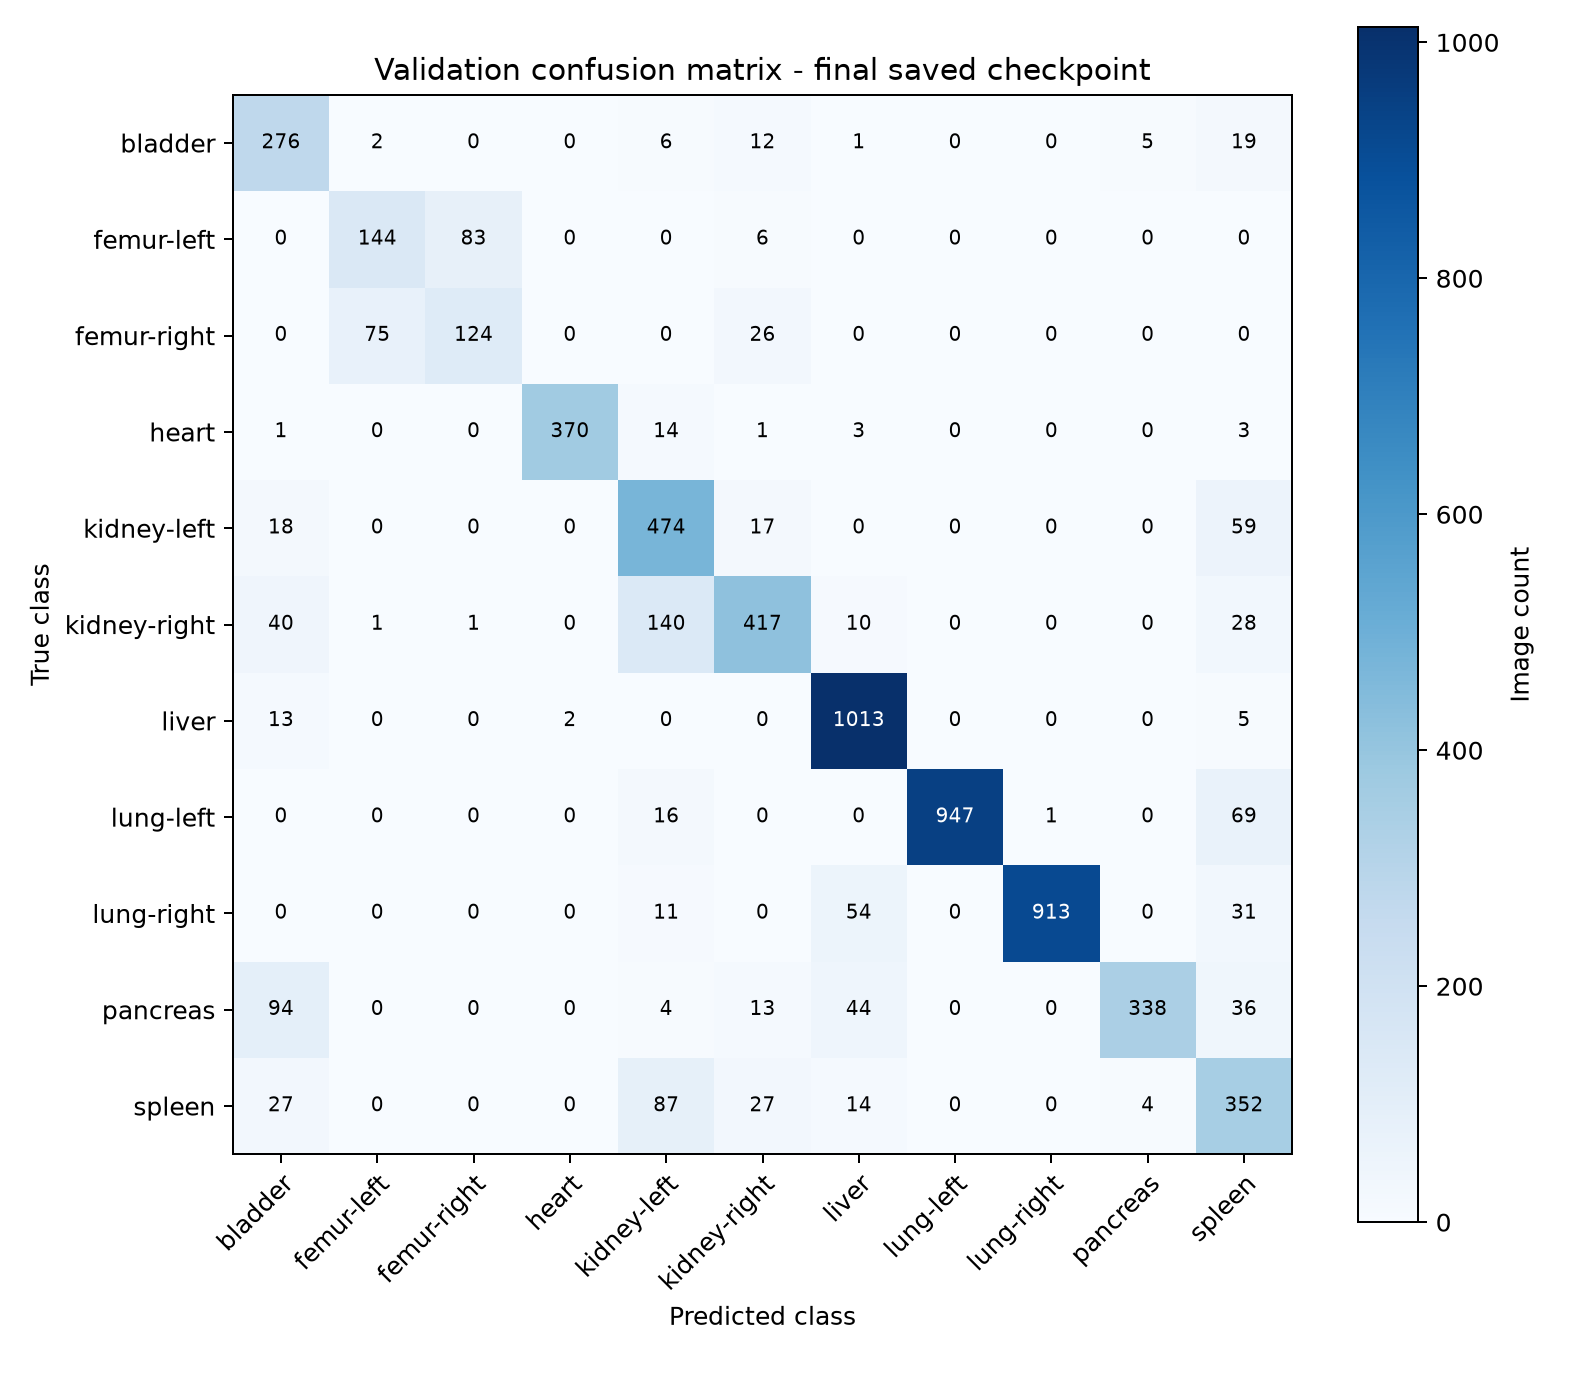 Validation confusion matrix - final saved checkpoint
True class
bladder 276 2 0 0 6 12 1 0 0 5 19
femur-left 0 144 83 0 0 6 0 0 0 0 0
femur-right 0 75 124 0 0 26 0 0 0 0 0
heart 1 0 0 370 14 1 3 0 0 0 3
kidney-left 18 0 0 0 474 17 0 0 0 0 59
kidney-right 40 1 1 0 140 417 10 0 0 0 28
liver 13 0 0 2 0 0 1013 0 0 0 5
lung-left 0 0 0 0 16 0 0 947 1 0 69
lung-right 0 0 0 0 11 0 54 0 913 0 31
pancreas 94 0 0 0 4 13 44 0 0 338 36
spleen 27 0 0 0 87 27 14 0 0 4 352
bladder femur-left femur-right heart kidney-left kidney-right liver lung-left lung-right pancreas spleen
Predicted class
1000
800
600
400
200
0
Image count